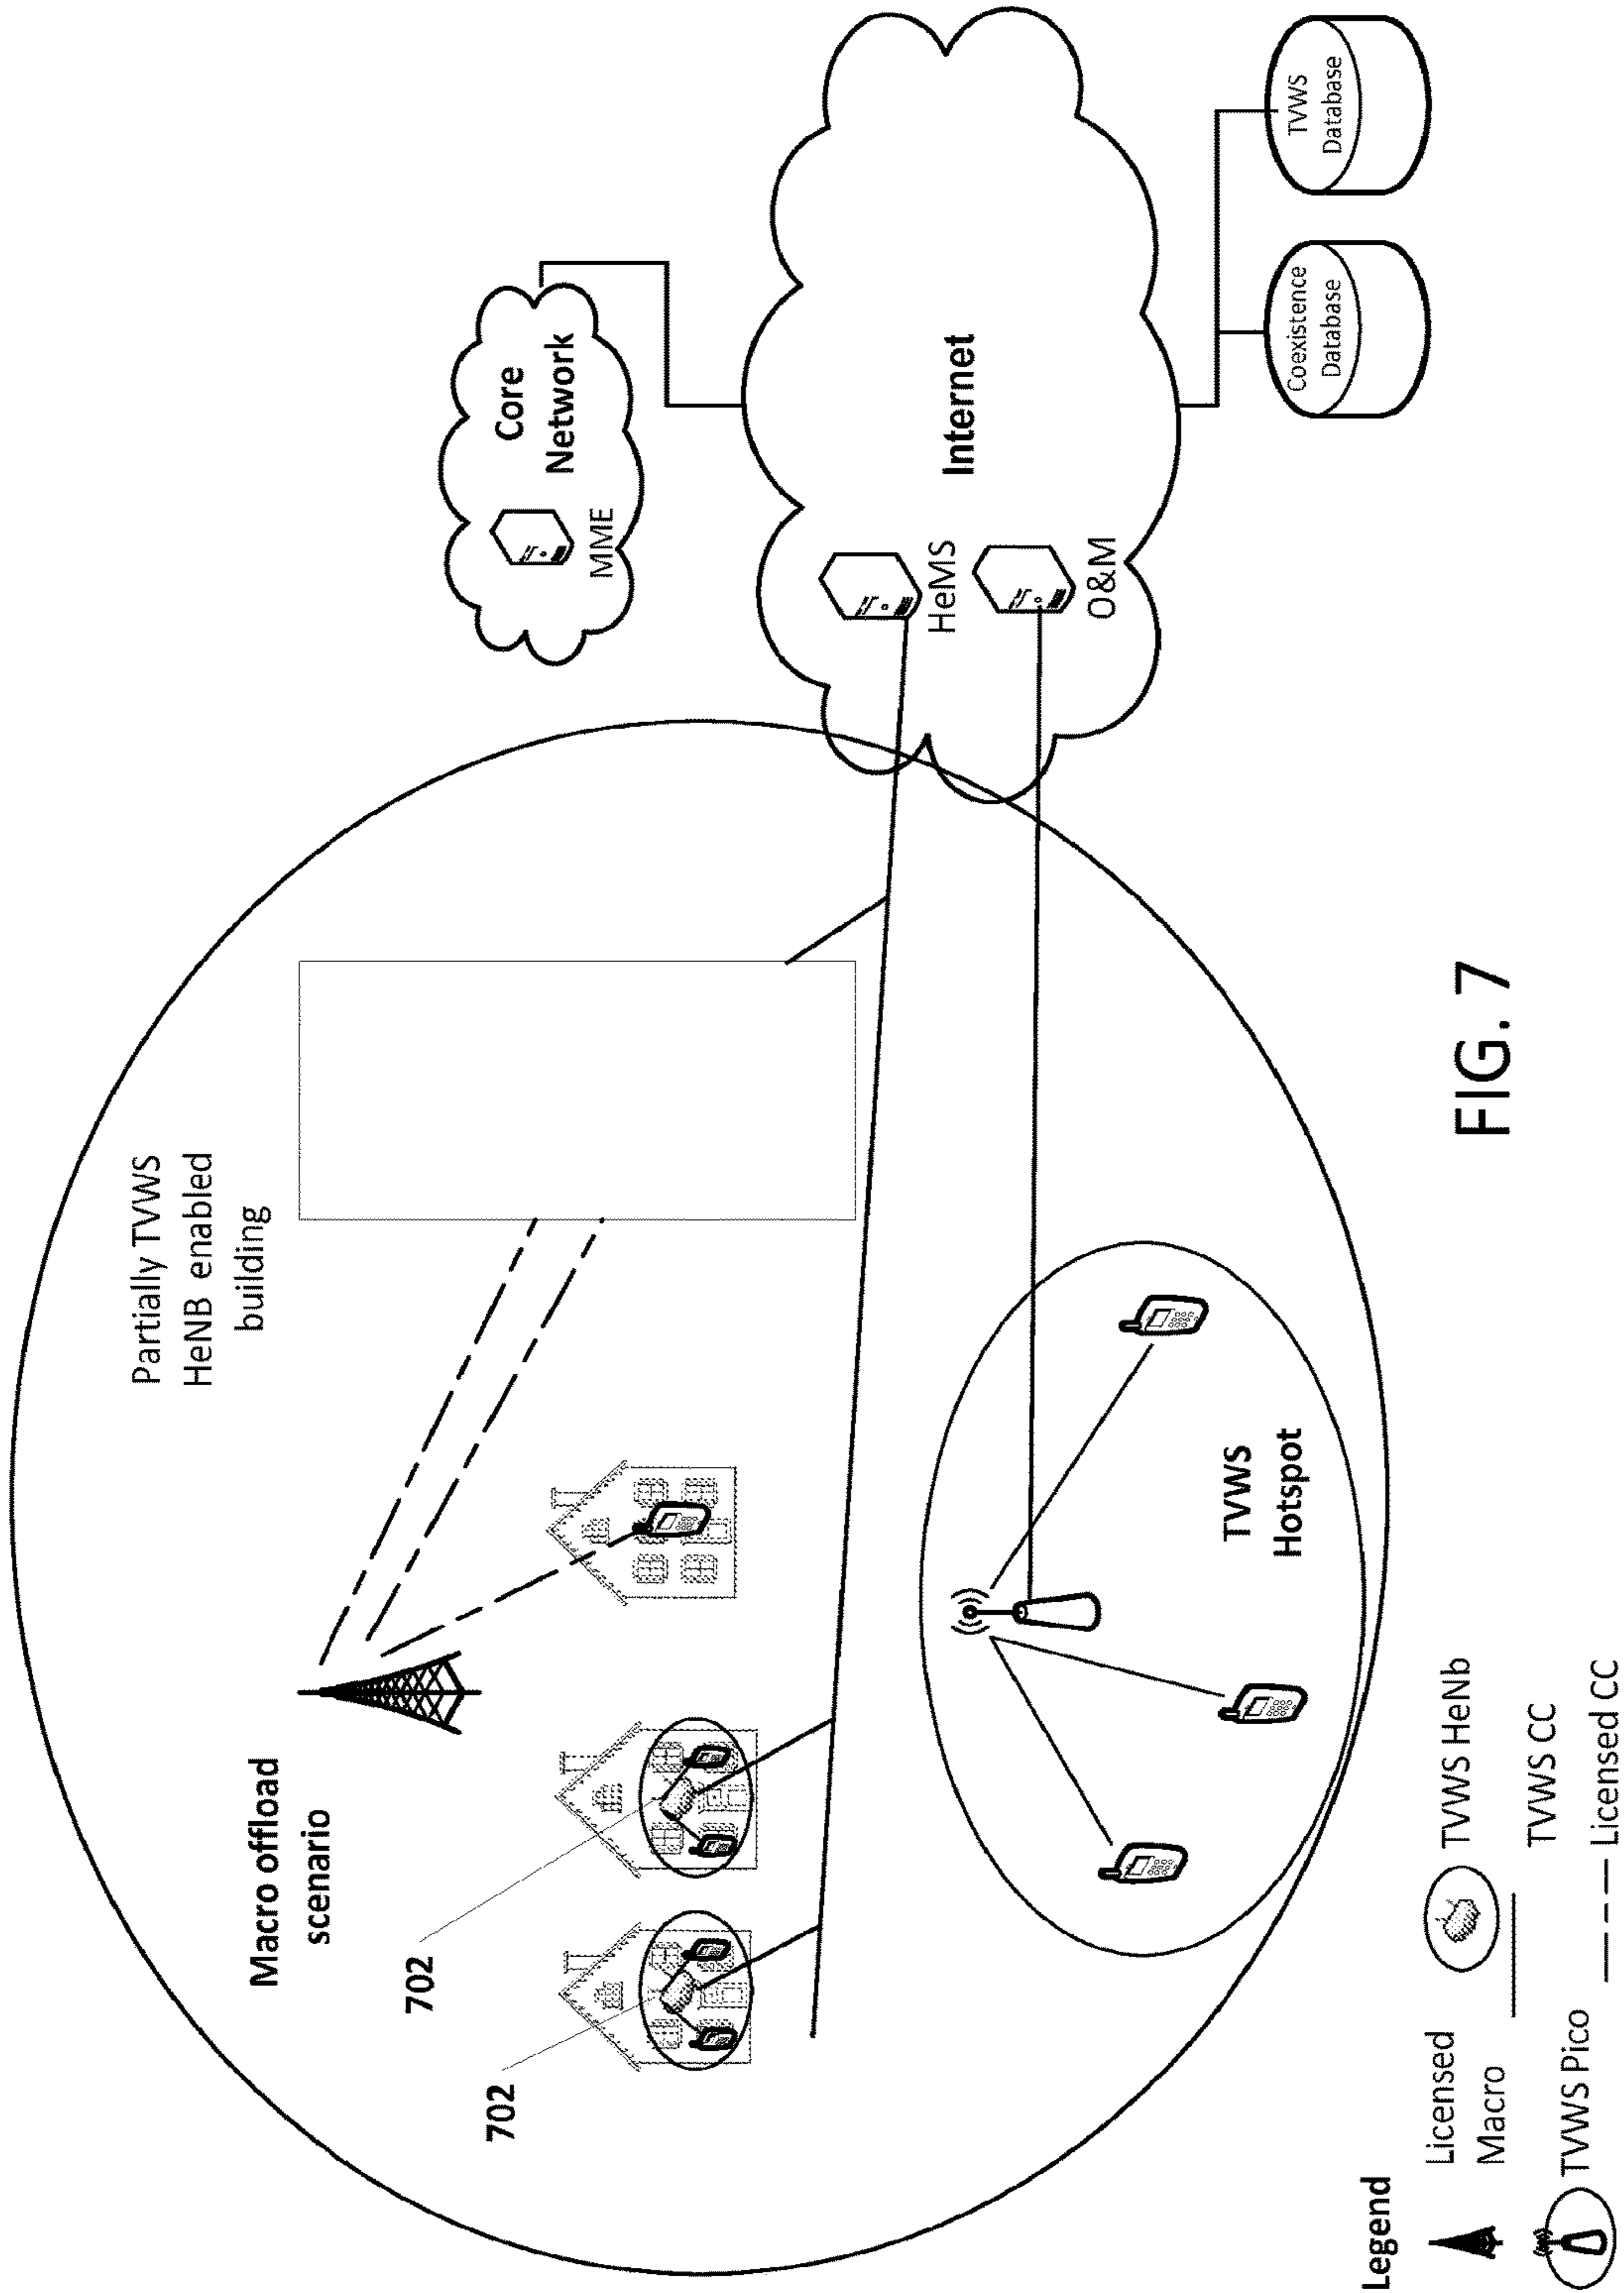 Macro offload
scenario
702
702
Partially TVWS
HeNB enabled
building
Core
Network
MME
Internet
HeMS
O&M
Coexistence
Database
TVWS
Database
TVWS
Hotspot
Legend
Licensed
Macro
TVWS HeNb
TVWS Pico
TVWS CC
Licensed CC
FIG. 7